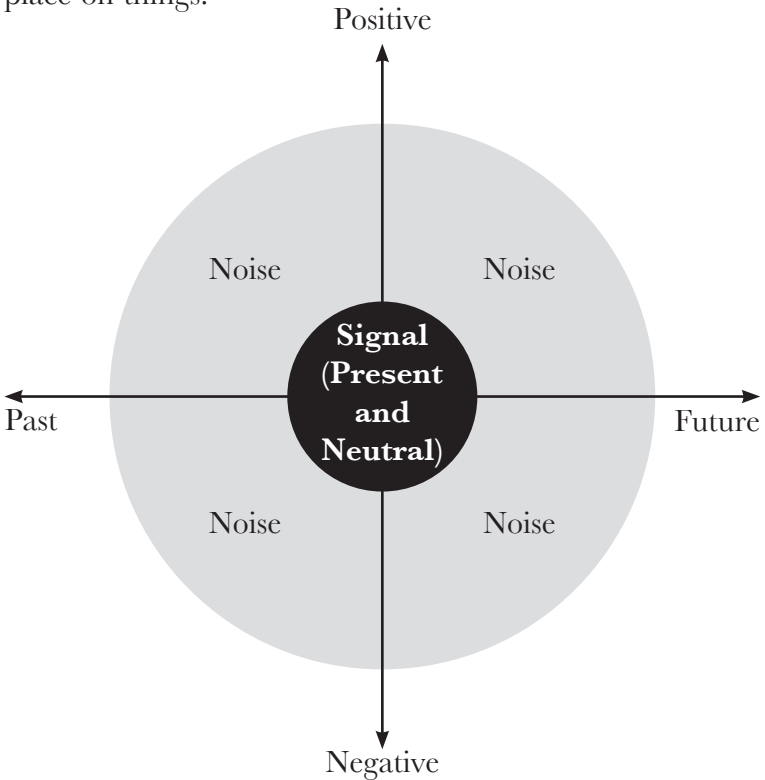 place on things.
Positive
Noise
Noise
Signal
(Present
and
Neutral)
Past
Future
Noise
Noise
Negative